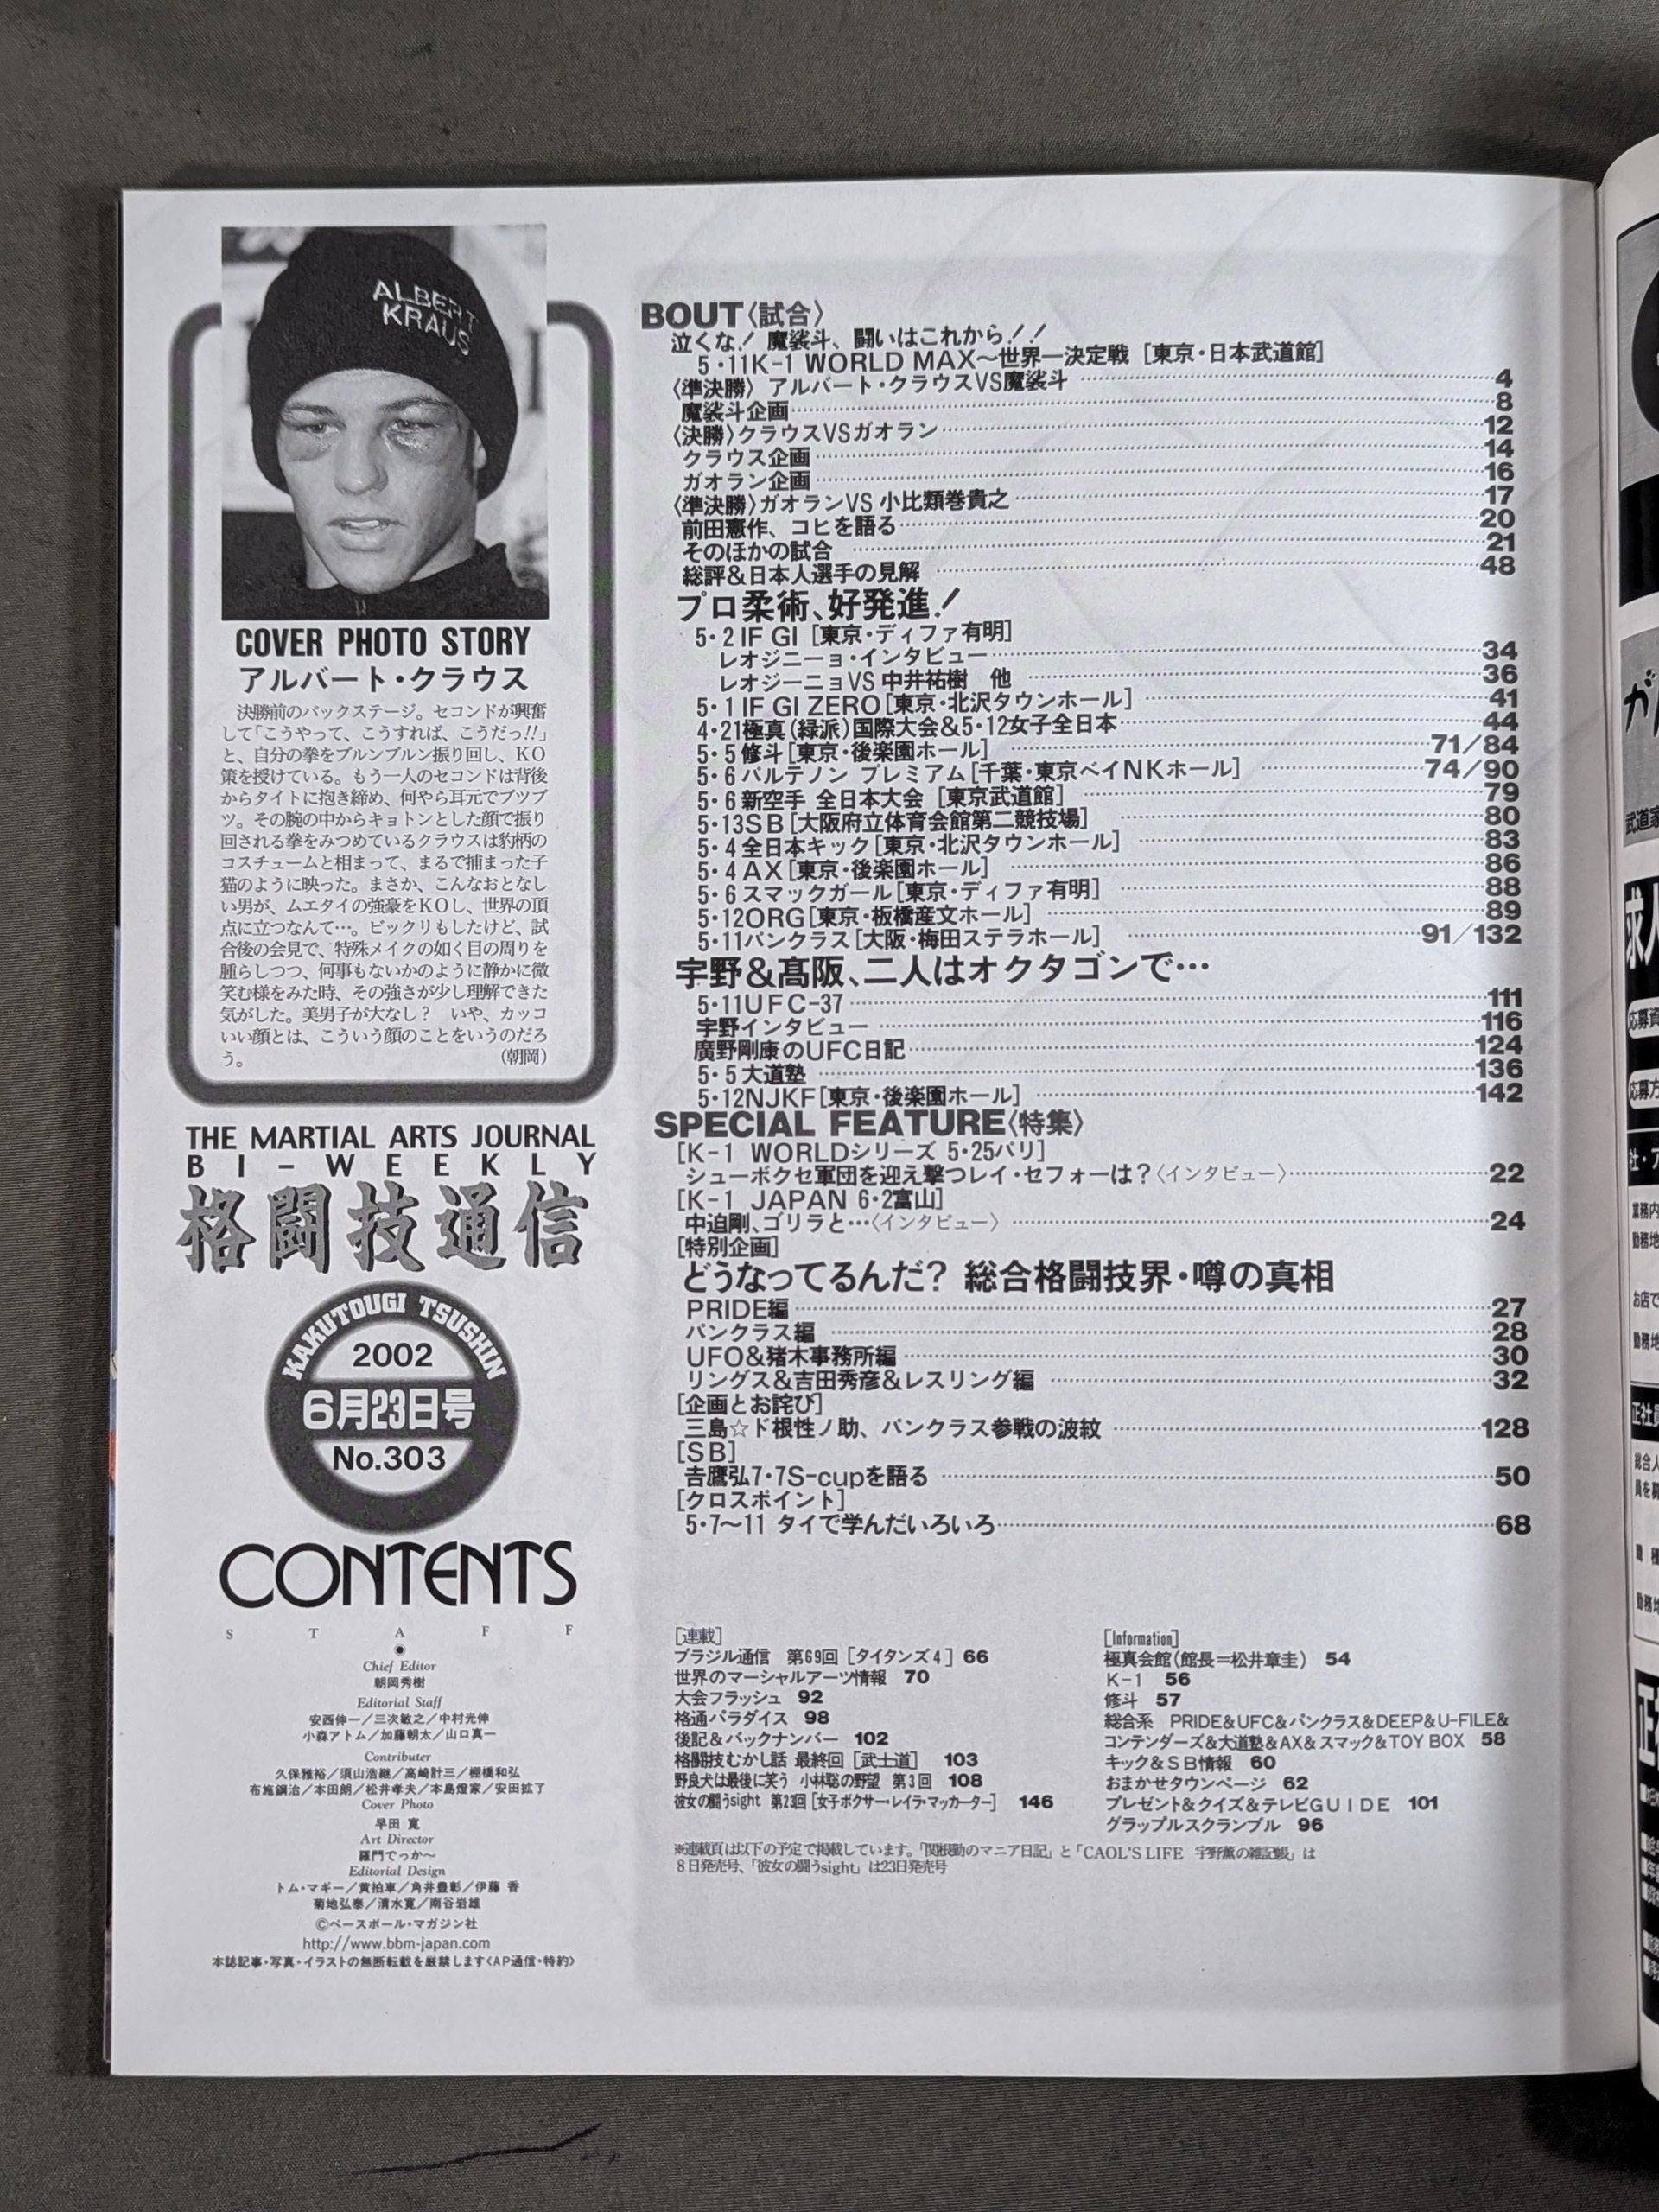 ALBERT
KRAUS
COVER PHOTO STORY
アルバート・クラウス
決勝前のバックステージ。セコンドが興奮
して「こうやって、こうすれば、こうだっ!!」
と、自分の拳をブルンブルン振り回し、KO
策を授けている。もう一人のセコンドは背後
からタイトに抱き締め、何やら耳元でブツブ
ツ。その腕の中からキョトンとした顔で振り
回される拳をみつめているクラウスは豹柄の
コスチュームと相まって、まるで捕まった子
猫のように映った。まさか、こんなおとなし
い男が、ムエタイの強豪をKOし、世界の頂
点に立つなんて…。ビックリもしたけど、試
合後の会見で、特殊メイクの如く目の周りを
腫らしつつ、何事もないかのように静かに微
笑む様をみた時、その強さが少し理解できた
気がした。美男子が大なし? いや、カッコ
いい顔とは、こういう顔のことをいうのだろ
う。 (朝岡)
THE MARTIAL ARTS JOURNAL
BI-WEEKLY
格闘技通信
KAKUTOUGI TSUSHIN
2002
6月23日号
No.303
CONTENTS
STAFF
Chief Editor
朝岡秀樹
Editorial Staff
安西伸一/三次敏之/中村光伸
小森アトム/加藤朝太/山口真一
Contributer
久保雅裕/須山浩継/高崎計三/棚橋和弘
布施鋼治/本田朗/松井孝夫/本島燈家/安田拡了
Cover Photo
早田 寛
Art Director
羅門でっか〜
Editorial Design
トム・マギー/黄拍車/角井豊彰/伊藤 香
菊地弘泰/清水寛/南谷岩雄
©ベースボール・マガジン社
http://www.bbm-japan.com
本誌記事・写真・イラストの無断転載を厳禁します〈AP通信・特約〉
BOUT〈試合〉
泣くな! 魔裟斗、闘いはこれから!!
5・11K-1 WORLD MAX〜世界一決定戦 [東京・日本武道館]
〈準決勝〉 アルバート・クラウスVS魔裟斗 4
魔裟斗企画 8
〈決勝〉クラウスVSガオラン 12
クラウス企画 14
ガオラン企画 16
〈準決勝〉ガオランVS 小比類巻貴之 17
前田憲作、コヒを語る 20
そのほかの試合 21
総評&日本人選手の見解 48
プロ柔術、好発進!
5・2 IF GI [東京・ディファ有明]
レオジニーョ・インタビュー 34
レオジーニョVS 中井祐樹 他 36
5・1 IF GI ZERO[東京・北沢タウンホール] 41
4・21極真(緑派)国際大会&5・12女子全日本 44
5・5修斗[東京・後楽園ホール] 71/84
5・6バルテノン プレミアム[千葉・東京ベイNKホール] 74/90
5・6新空手 全日本大会 [東京武道館] 79
5・13SB[大阪府立体育会館第二競技場] 80
5・4全日本キック[東京・北沢タウンホール] 83
5・4AX[東京・後楽園ホール] 86
5・6スマックガール[東京・ディファ有明] 88
5・12ORG[東京・板橋産文ホール] 89
5・11パンクラス[大阪・梅田ステラホール] 91/132
宇野&髙阪、二人はオクタゴンで…
5・11UFC-37 111
宇野インタビュー 116
廣野剛康のUFC日記 124
5・5大道塾 136
5・12NJKF[東京・後楽園ホール] 142
SPECIAL FEATURE〈特集〉
[K-1 WORLDシリーズ 5・25パリ]
シューボクセ軍団を迎え撃つレイ・セフォーは?〈インタビュー〉 22
[K-1 JAPAN 6・2富山]
中迫剛、ゴリラと…〈インタビュー〉 24
[特別企画]
どうなってるんだ? 総合格闘技界・噂の真相
PRIDE編 27
パンクラス編 28
UFO&猪木事務所編 30
リングス&吉田秀彦&レスリング編 32
[企画とお詫び]
三島☆ド根性ノ助、パンクラス参戦の波紋 128
[SB]
吉鷹弘7・7S-cupを語る 50
[クロスポイント]
5・7〜11 タイで学んだいろいろ 68
[連載]
ブラジル通信 第69回 [タイタンズ4] 66
世界のマーシャルアーツ情報 70
大会フラッシュ 92
格通パラダイス 98
後記&バックナンバー 102
格闘技むかし話 最終回[武士道] 103
野良犬は最後に笑う 小林聡の野望 第3回 108
彼女の闘うsight 第23回[女子ボクサー・レイラ・マッカーター] 146
[Information]
極真会館(館長=松井章圭) 54
K-1 56
修斗 57
総合系 PRIDE&UFC&パンクラス&DEEP&U-FILE&
コンテンダーズ&大道塾&AX&スマック&TOY BOX 58
キック&SB情報 60
おまかせタウンページ 62
プレゼント&クイズ&テレビGUIDE 101
グラップルスクランブル 96
※連載頁は以下の予定で掲載しています。「関根勤のマニア日記」と「CAOL'S LIFE 宇野薫の雑記帳」は
8日発売号、「彼女の闘うsight」は23日発売号